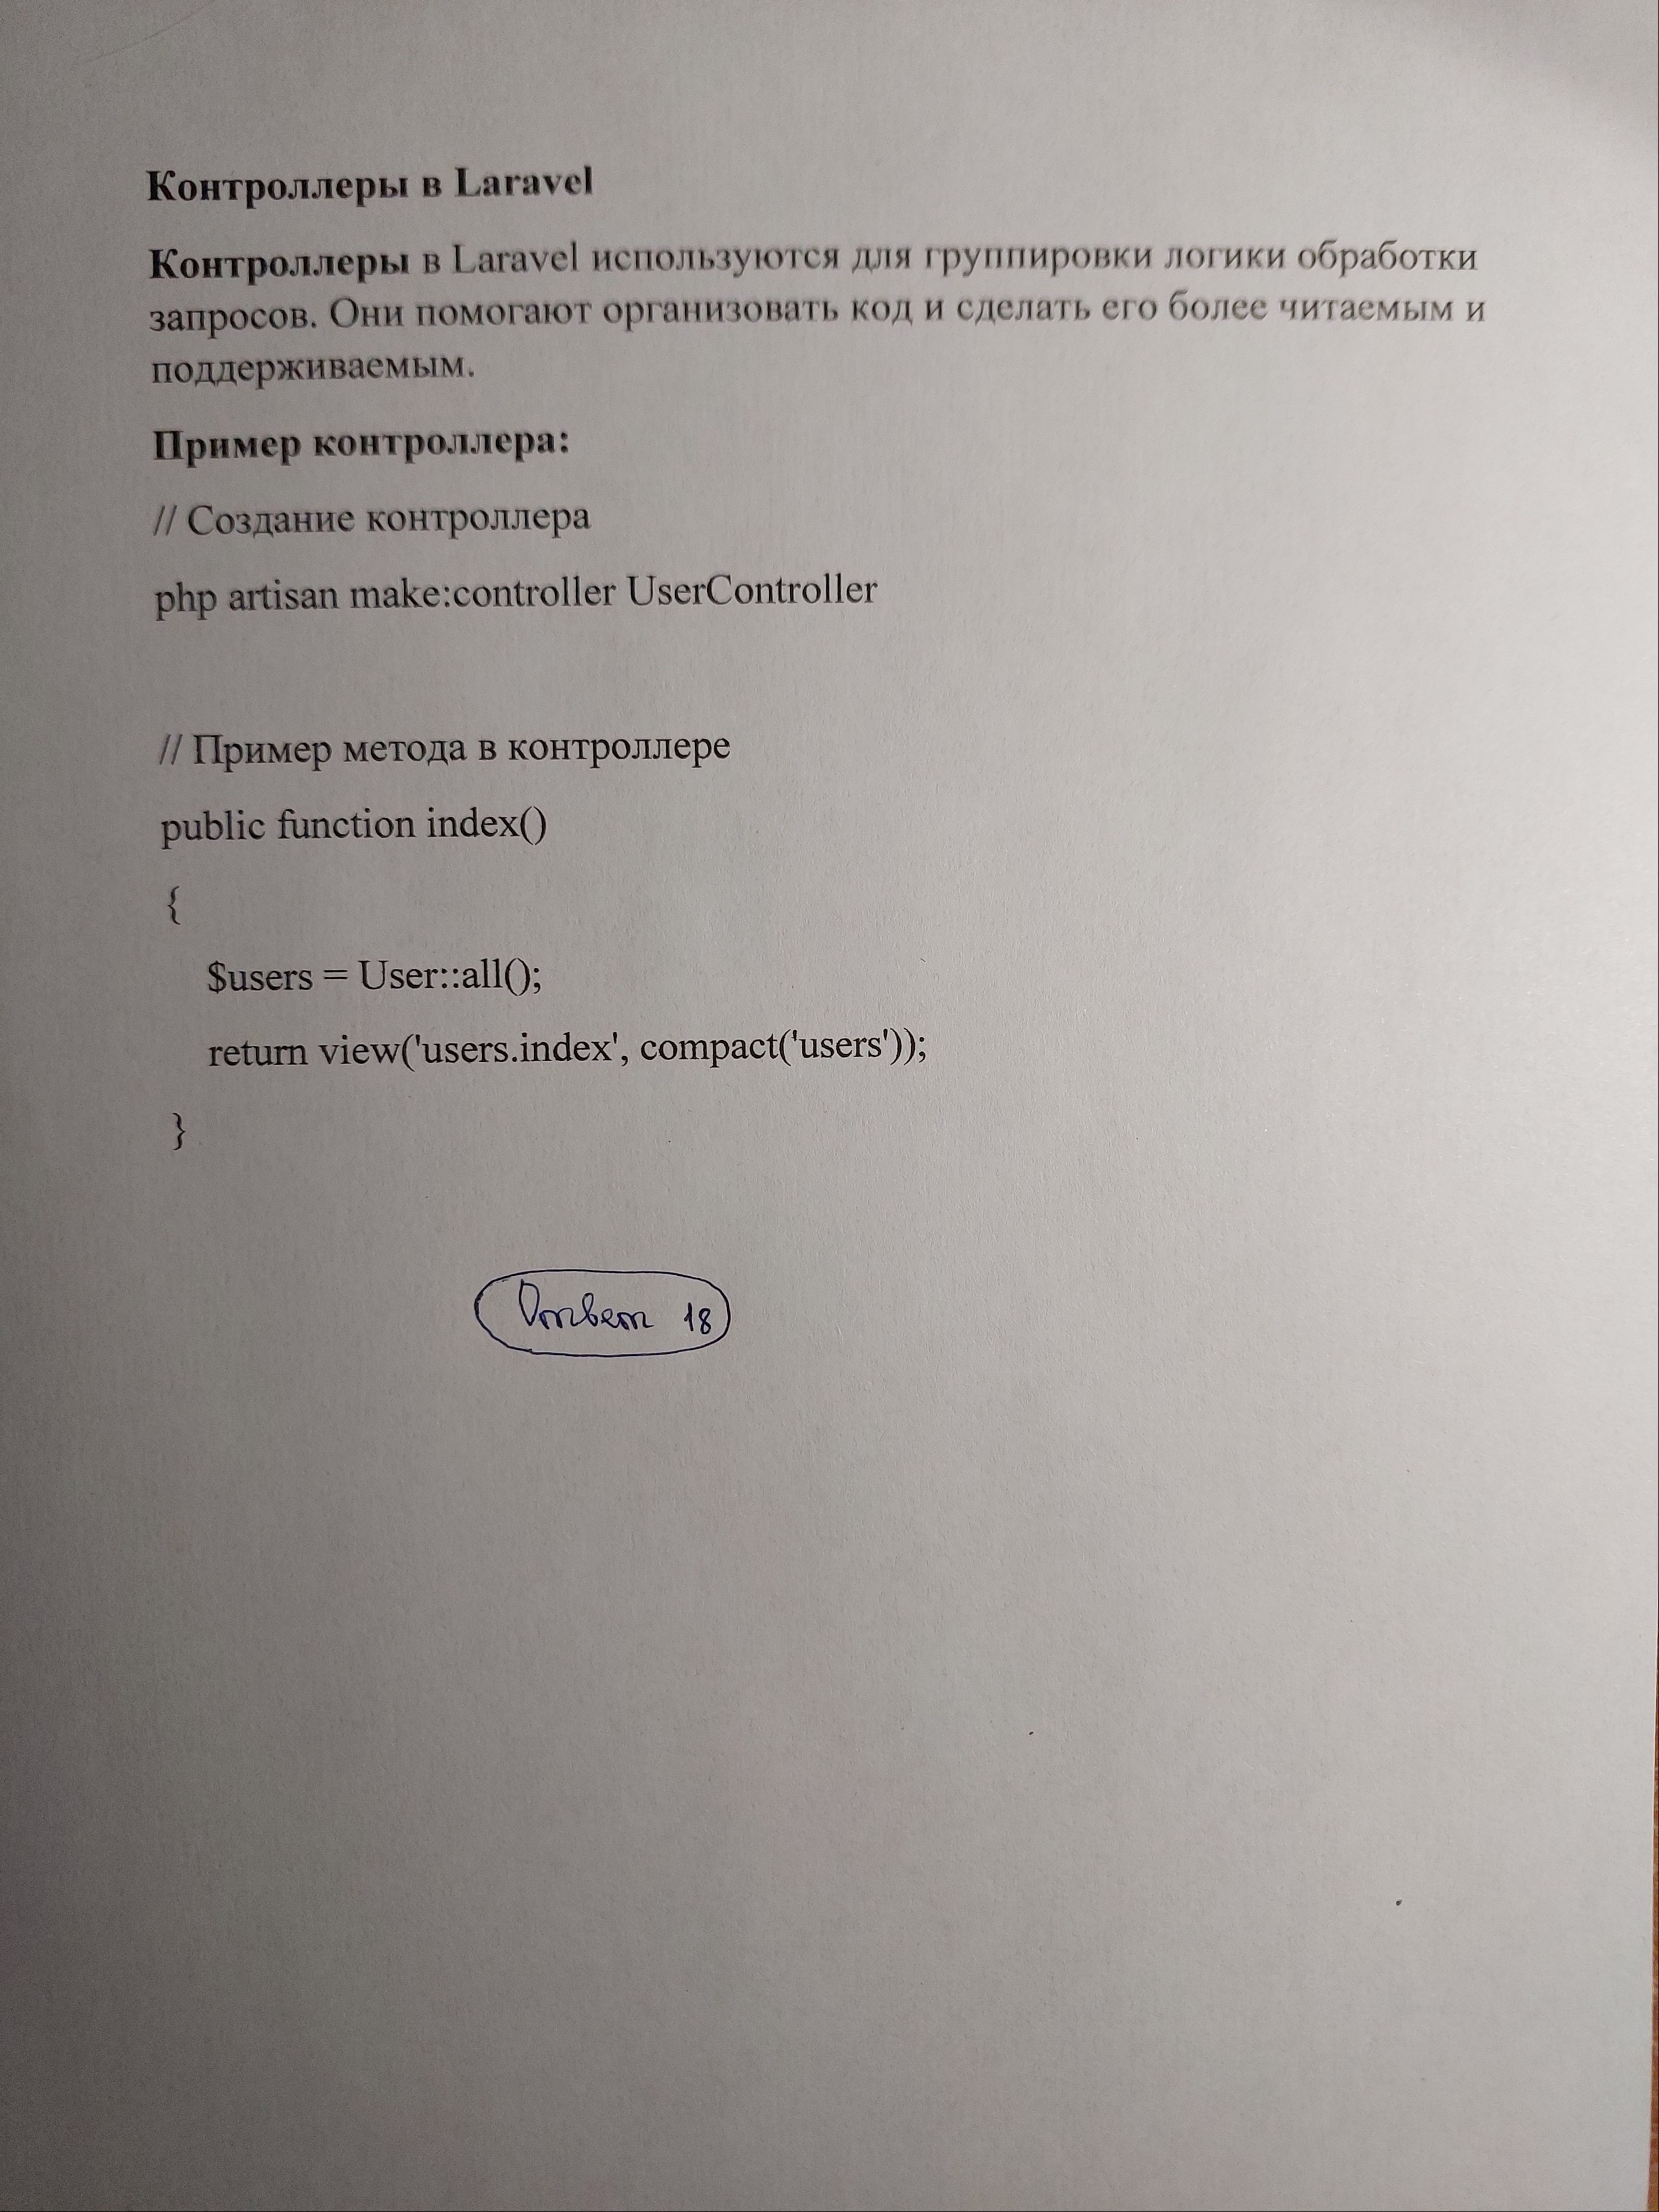 Контроллеры в Laravel
Контроллеры в Laravel используются для группировки логики обработки
запросов. Они помогают организовать код и сделать его более читаемым и
поддерживаемым.
Пример контроллера:
// Создание контроллера
php artisan make:controller UserController
// Пример метода в контроллере
public function index()
{
$users = User::all();
return view('users.index', compact('users'));
}
Ответ 18